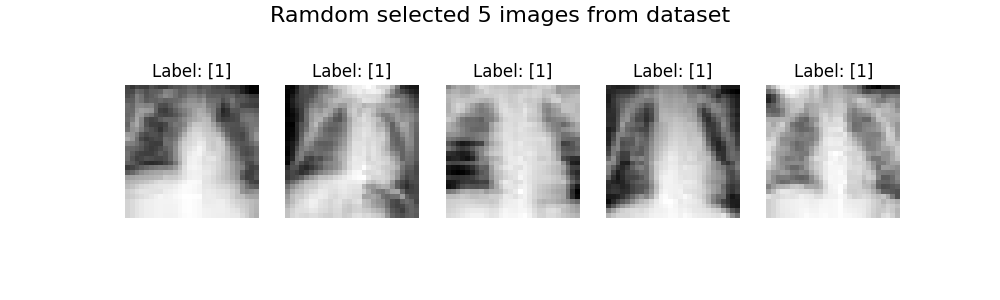 Ramdom selected 5 images from dataset
Label: [1] Label: [1] Label: [1] Label: [1] Label: [1]